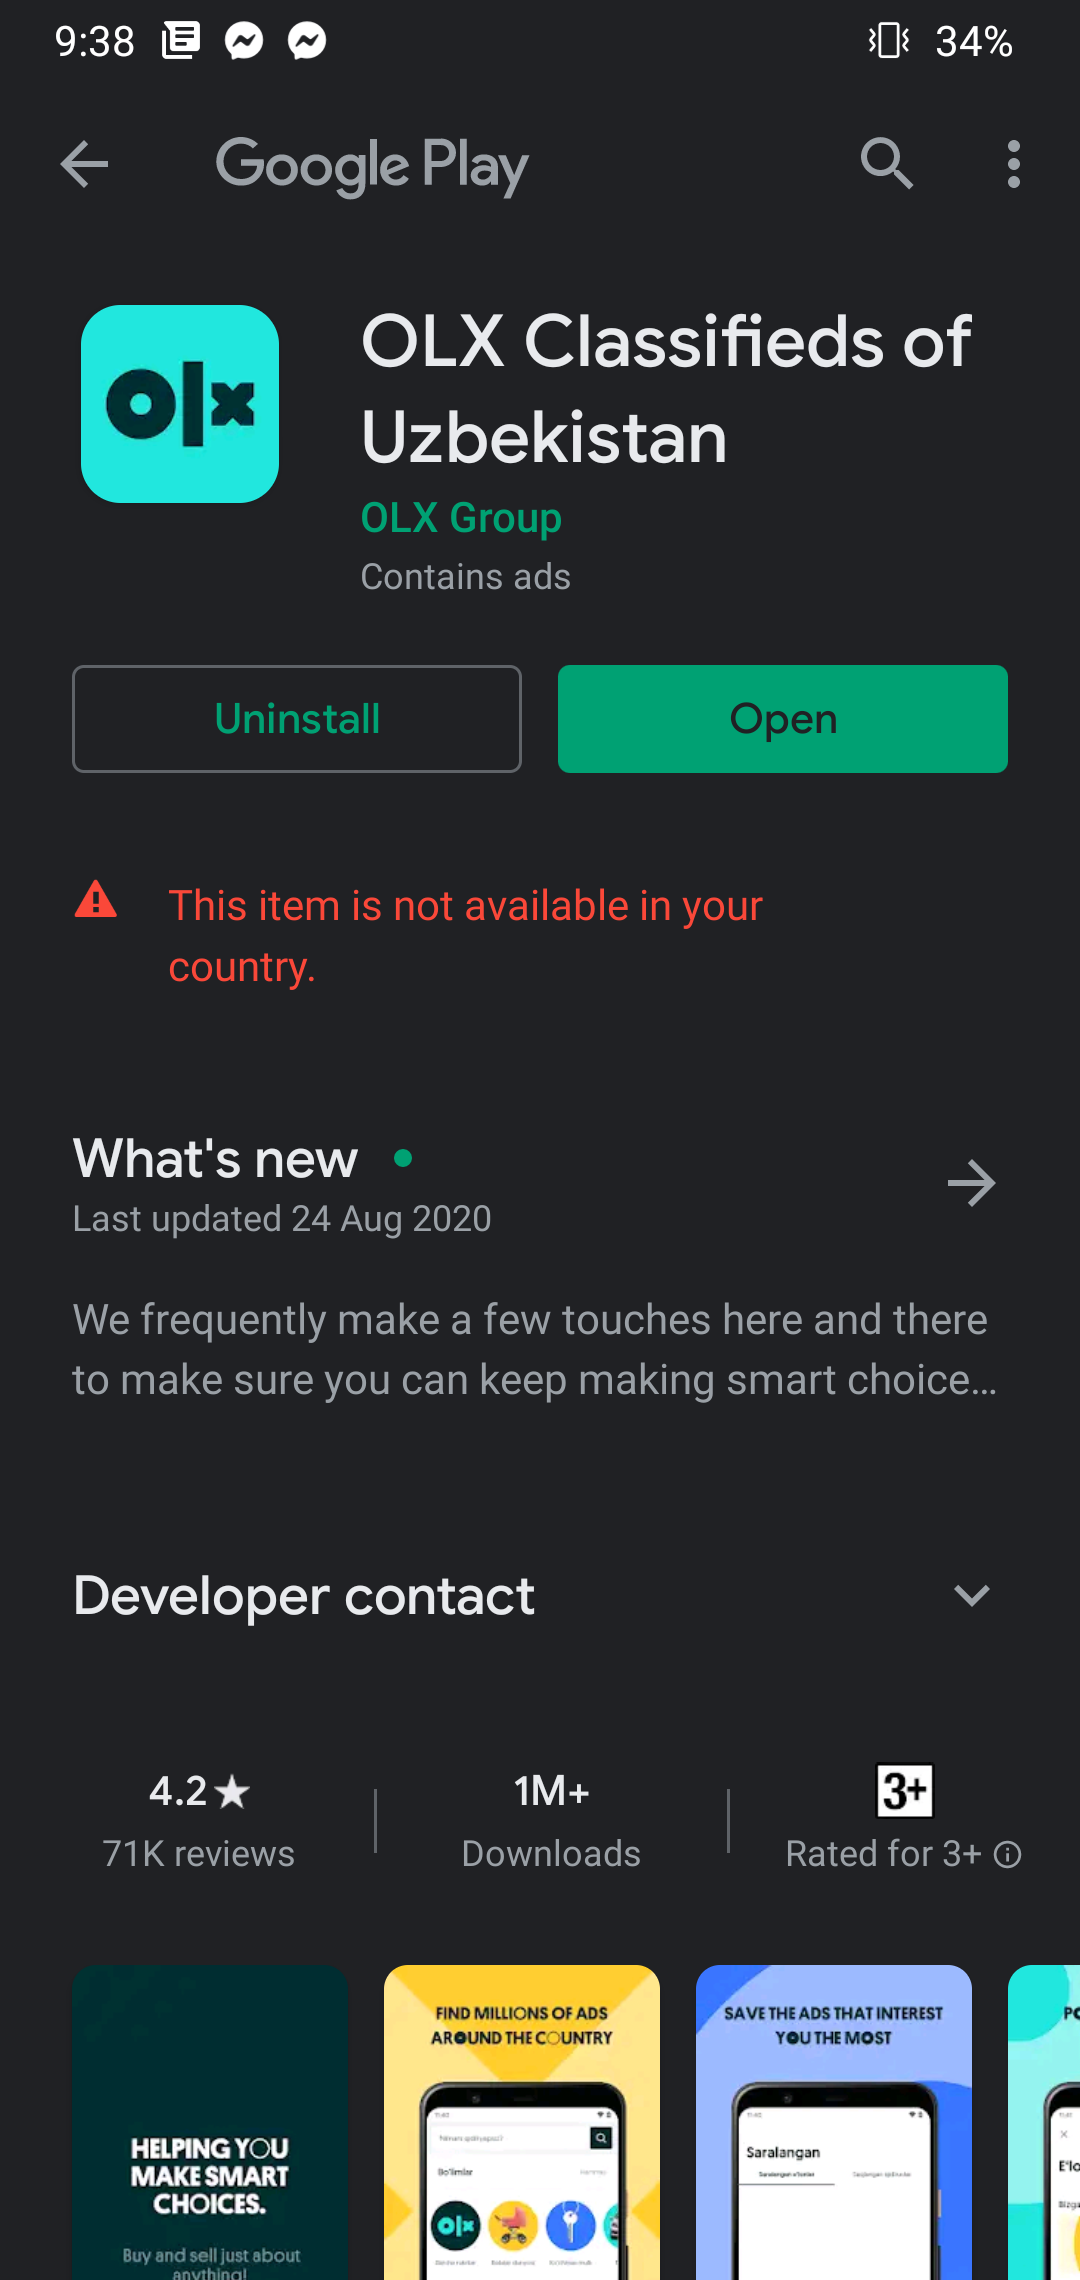 9:38
34%
Google Play
olx
OLX Classifieds of
Uzbekistan
OLX Group
Contains ads
Uninstall
Open
This item is not available in your
country.
What's new
Last updated 24 Aug 2020
We frequently make a few touches here and there
to make sure you can keep making smart choice...
Developer contact
4.2★
71K reviews
1M+
Downloads
3+
Rated for 3+
HELPING YOU
MAKE SMART
CHOICES.
Buy and sell just about
anything!
FIND MILLIONS OF ADS
AROUND THE COUNTRY
Bo'limlar
olx
SAVE THE ADS THAT INTEREST
YOU THE MOST
Saralangan